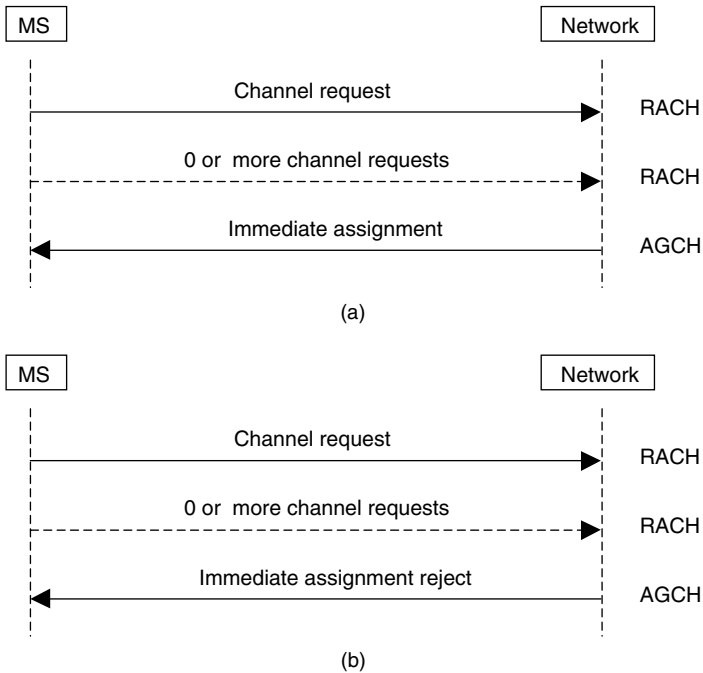 MS Network
Channel request RACH
0 or more channel requests RACH
Immediate assignment AGCH
(a)
MS Network
Channel request RACH
0 or more channel requests RACH
Immediate assignment reject AGCH
(b)